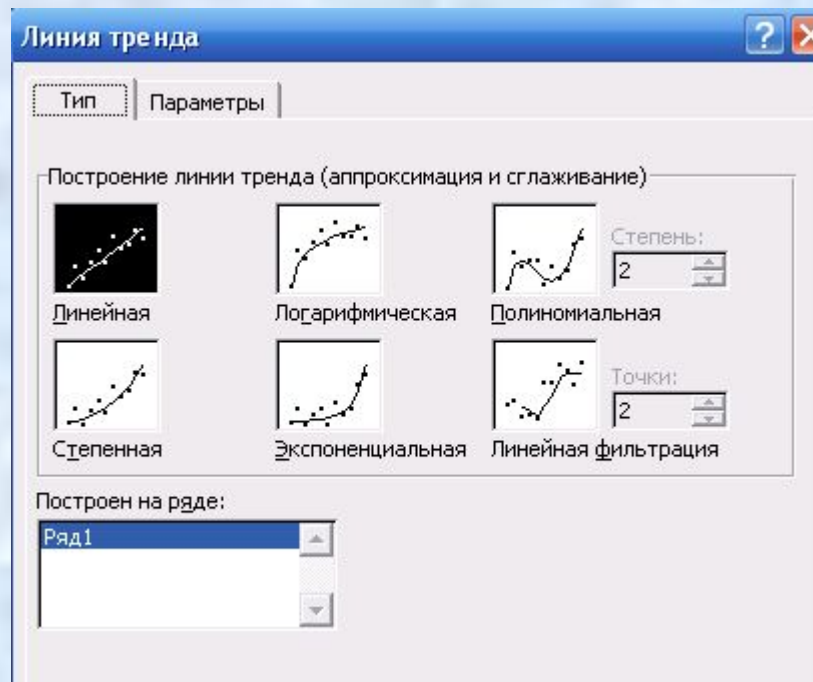 Линия тренда
Тип Параметры
Построение линии тренда (аппроксимация и сглаживание)
Степень:
2
Линейная Логарифмическая Полиномиальная
Точки:
2
Степенная Экспоненциальная Линейная фильтрация
Построен на ряде:
Ряд1